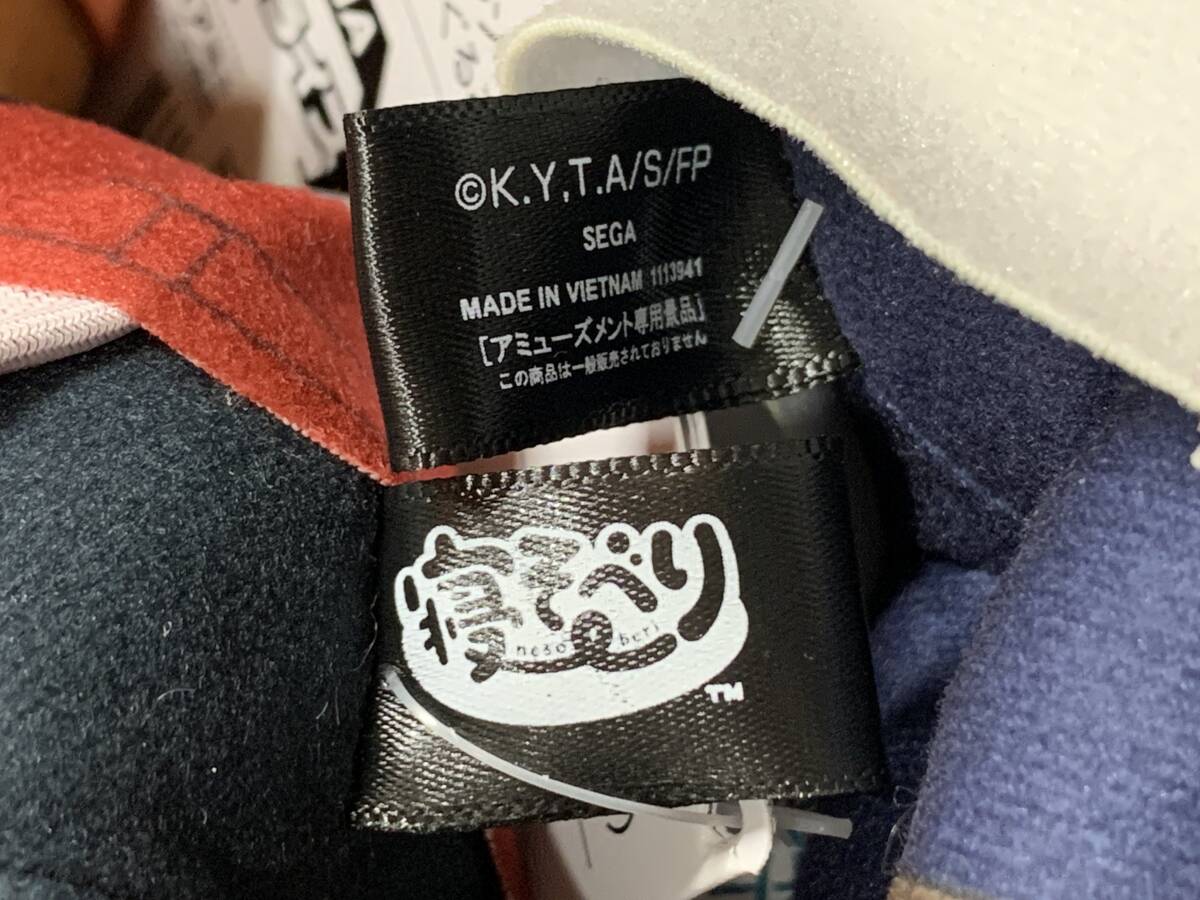 ©K.Y,T.A/S/FP
SEGA
MADE IN VIETNAM 1113941
[アミューズメント専用景品]
この商品は一般販売されておりません
寝そべり
neso beri
TM